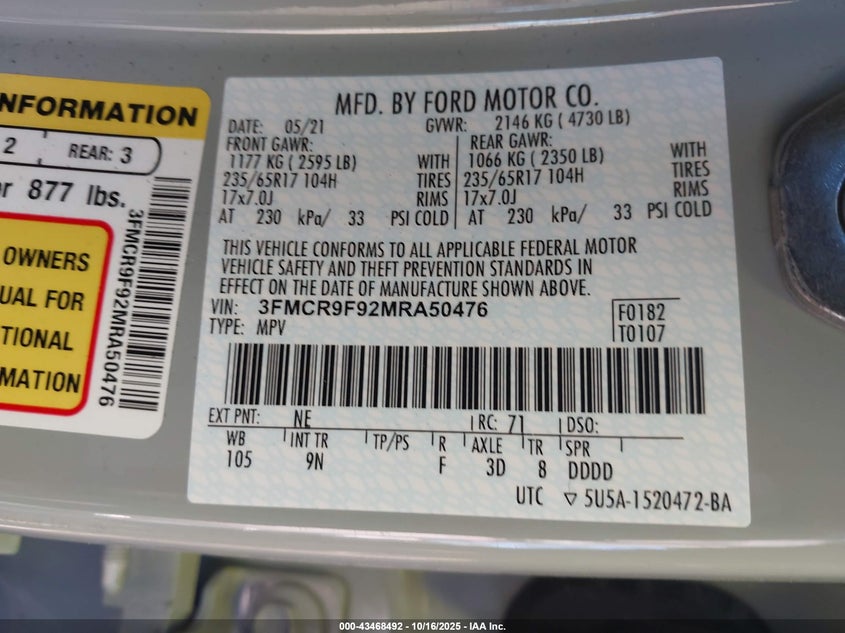 NFORMATION
2 REAR: 3
or 877 lbs.
OWNERS
UAL FOR
TIONAL
MATION
3FMCR9F92MRA50476
MFD. BY FORD MOTOR CO.
DATE: 05/21 GVWR: 2146 KG ( 4730 LB)
FRONT GAWR: REAR GAWR:
1177 KG ( 2595 LB) WITH 1066 KG ( 2350 LB) WITH
235/65R17 104H TIRES 235/65R17 104H TIRES
17x7.0J RIMS 17x7.0J RIMS
AT 230 kPa/ 33 PSI COLD AT 230 kPa/ 33 PSI COLD
THIS VEHICLE CONFORMS TO ALL APPLICABLE FEDERAL MOTOR
VEHICLE SAFETY AND THEFT PREVENTION STANDARDS IN
EFFECT ON THE DATE OF MANUFACTURE SHOWN ABOVE.
VIN: 3FMCR9F92MRA50476 F0182
TYPE: MPV T0107
EXT PNT: NE RC: 71 DSO:
WB INT TR TP/PS R AXLE TR SPR
105 9N F 3D 8 DDDD
UTC ▽ 5U5A-1520472-BA
000-43468492 - 10/16/2025 - IAA Inc.